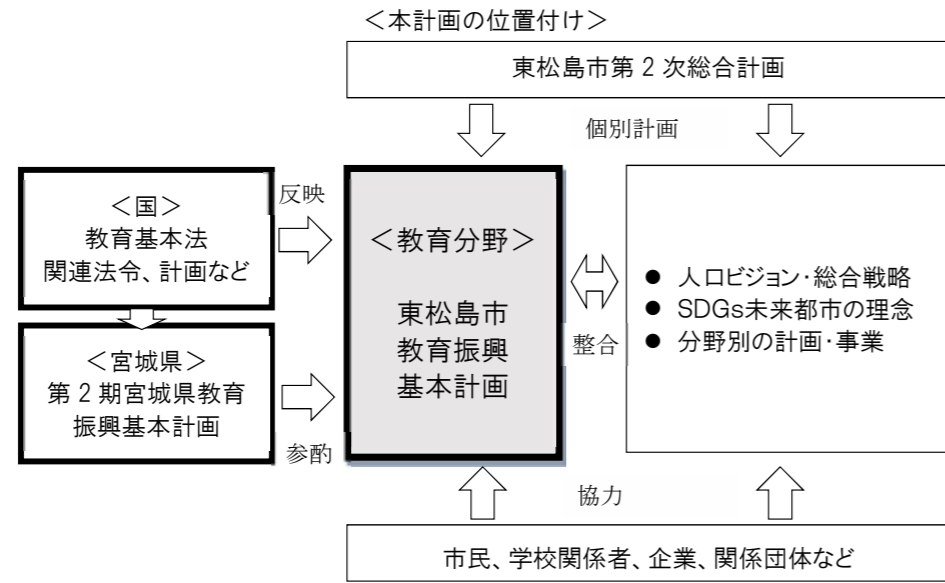 <本計画の位置付け>
東松島市第2次総合計画
個別計画
<国>
教育基本法
関連法令、計画など
反映
<宮城県>
第2期宮城県教育
振興基本計画
参酌
<教育分野>
東松島市
教育振興
基本計画
整合
● 人口ビジョン・総合戦略
● SDGs未来都市の理念
● 分野別の計画・事業
協力
市民、学校関係者、企業、関係団体など